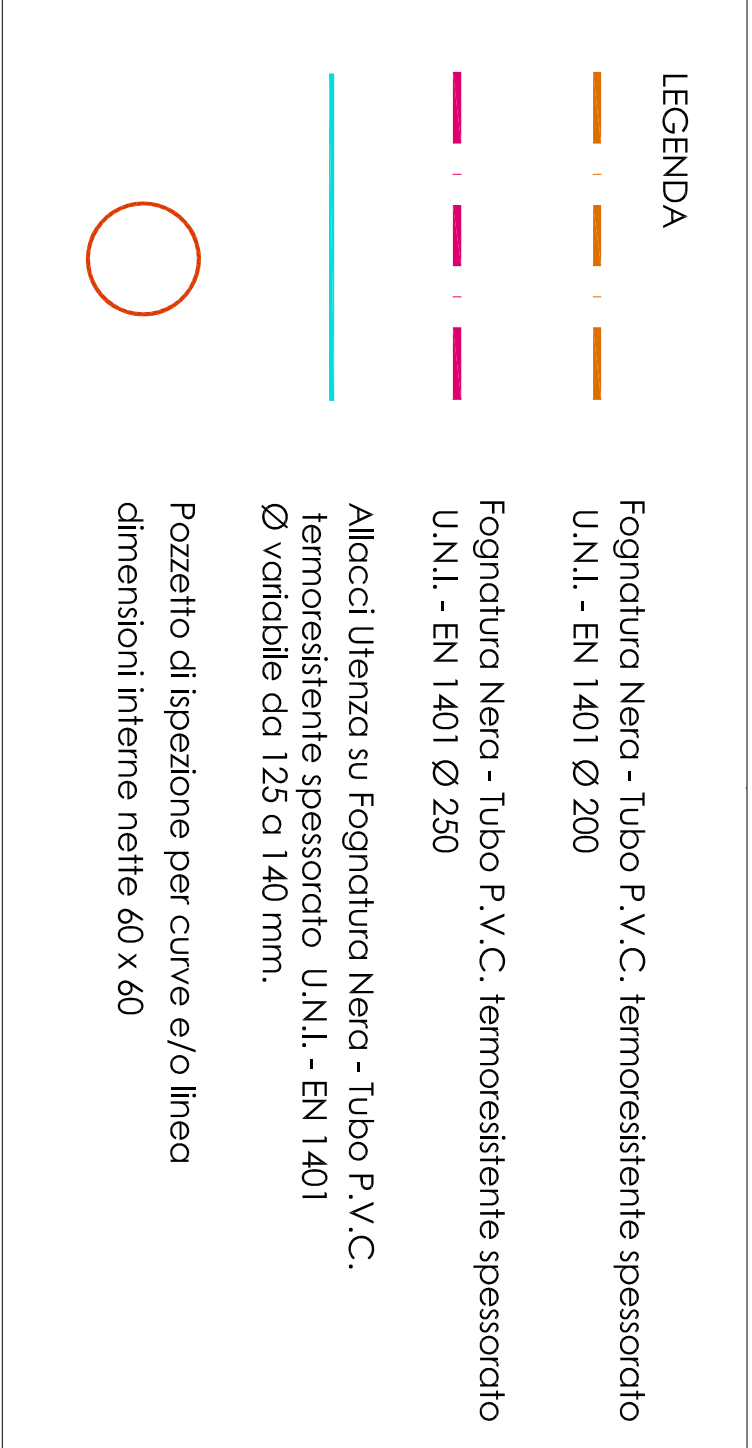 LEGENDA
Fognatura Nera - Tubo P.V.C. termoresistente spessorato
U.N.I. - EN 1401 Ø 200
Fognatura Nera - Tubo P.V.C. termoresistente spessorato
U.N.I. - EN 1401 Ø 250
Allacci Utenza su Fognatura Nera - Tubo P.V.C.
termoresistente spessorato U.N.I. - EN 1401
Ø variabile da 125 a 140 mm.
Pozzetto di ispezione per curve e/o linea
dimensioni interne nette 60 x 60